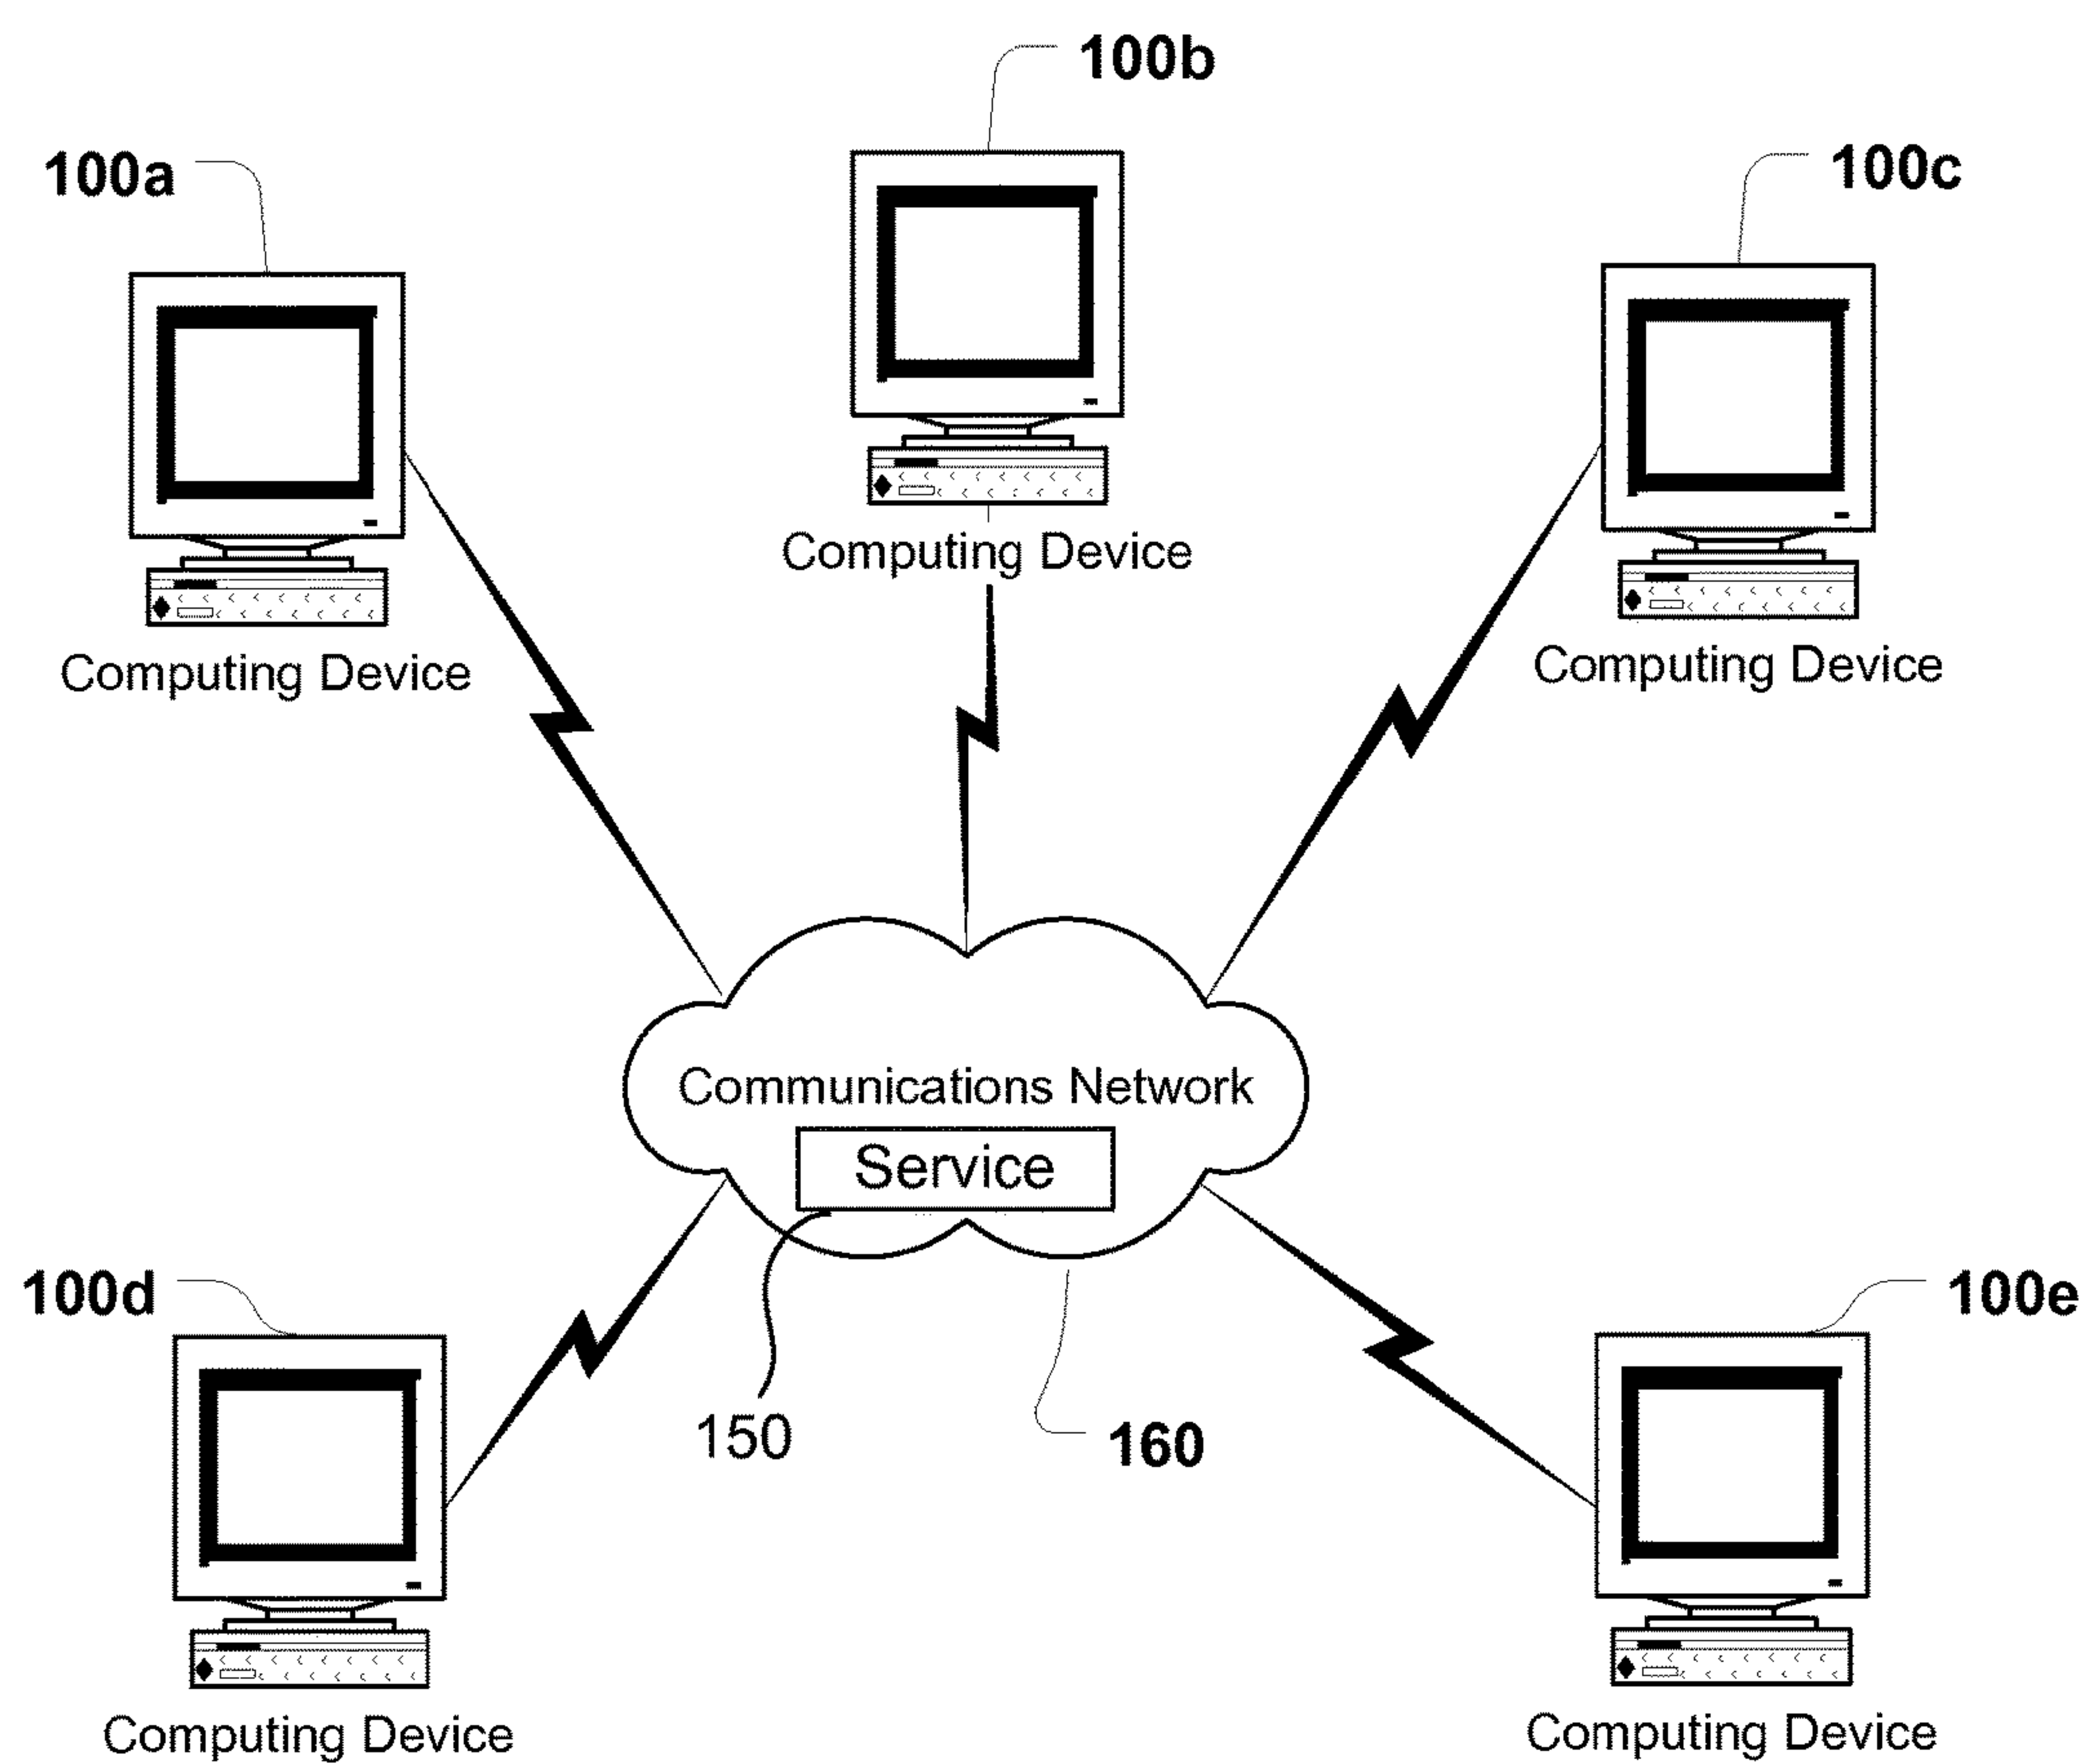 100b
100a
100c
Computing Device
Computing Device
Computing Device
Communications Network
Service
100d
100e
150
160
Computing Device
Computing Device